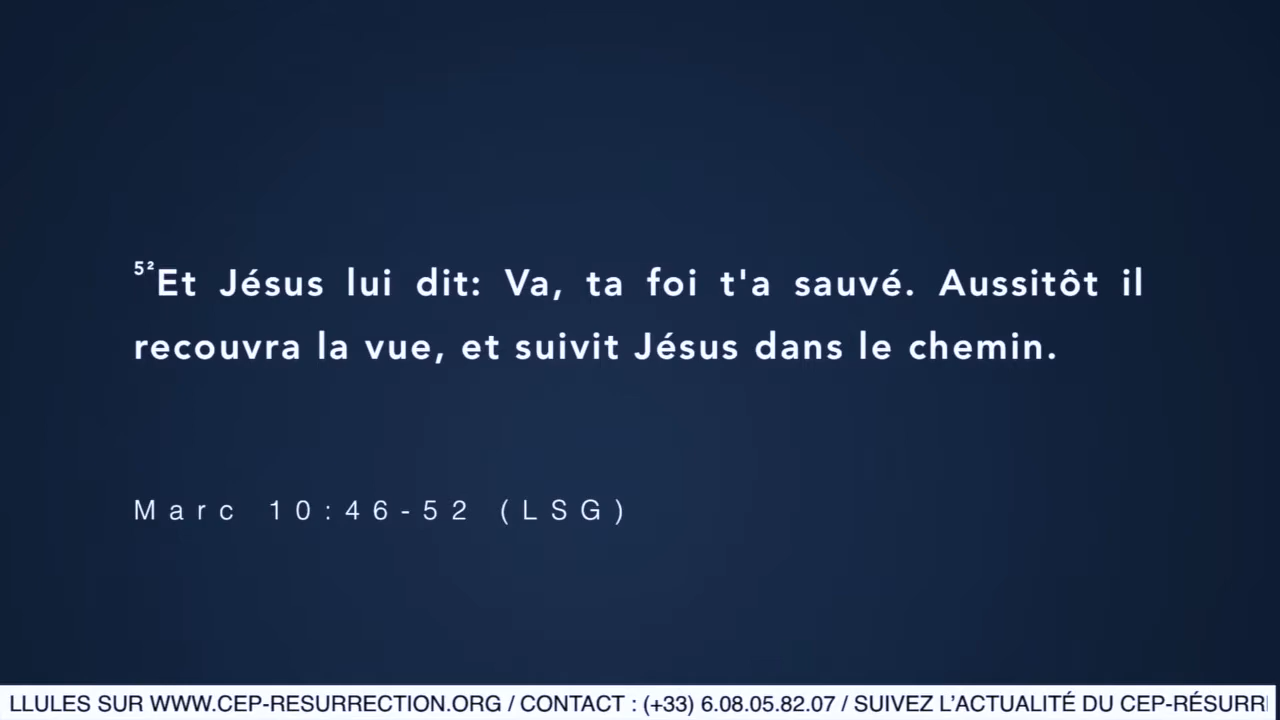 ⁵²Et Jésus lui dit: Va, ta foi t'a sauvé. Aussitôt il
recouvra la vue, et suivit Jésus dans le chemin.
Marc 10:46-52 (LSG)
LLULES SUR WWW.CEP-RESURRECTION.ORG / CONTACT : (+33) 6.08.05.82.07 / SUIVEZ L’ACTUALITÉ DU CEP-RÉSURR